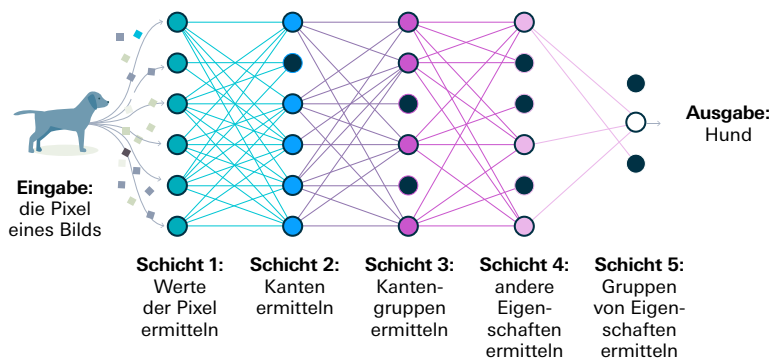 Eingabe:
die Pixel
eines Bilds
Ausgabe:
Hund
Schicht 1:
Werte
der Pixel
ermitteln
Schicht 2:
Kanten
ermitteln
Schicht 3:
Kanten-
gruppen
ermitteln
Schicht 4:
andere
Eigen-
schaften
ermitteln
Schicht 5:
Gruppen
von Eigen-
schaften
ermitteln